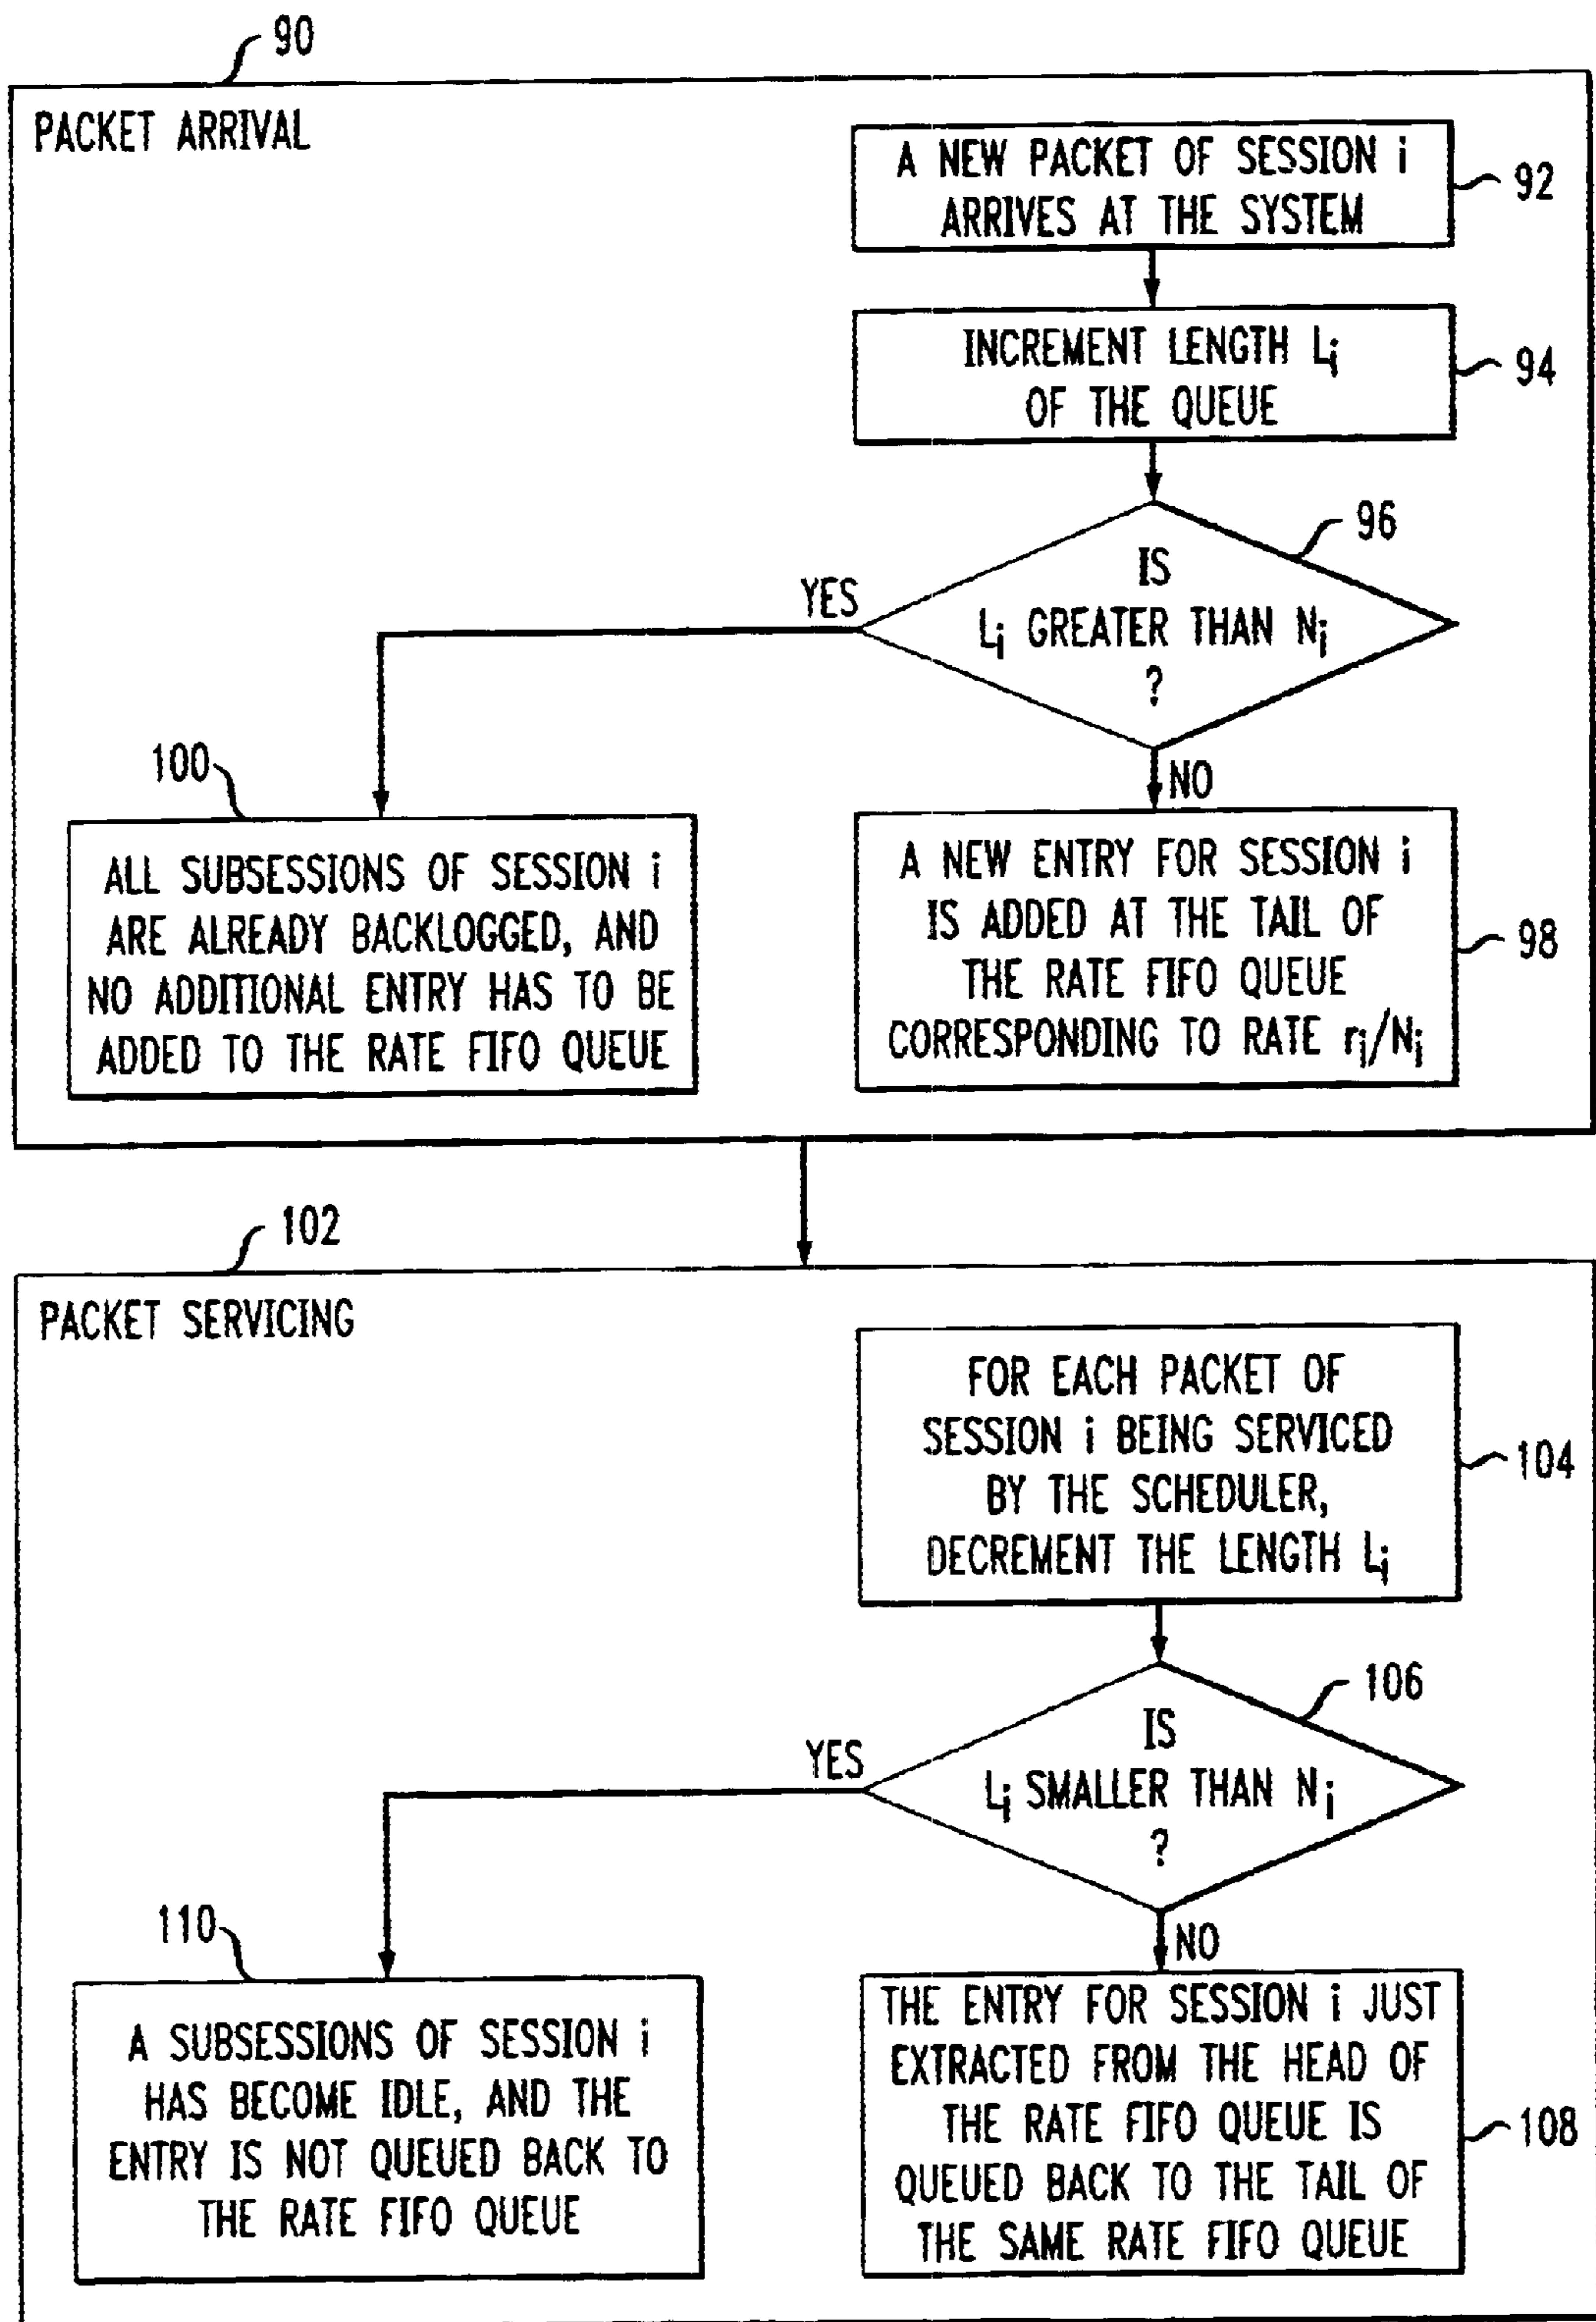 90
PACKET ARRIVAL
A NEW PACKET OF SESSION i
ARRIVES AT THE SYSTEM
92
INCREMENT LENGTH Li
OF THE QUEUE
94
96
IS
Li GREATER THAN Ni
?
YES
NO
100
ALL SUBSESSIONS OF SESSION i
ARE ALREADY BACKLOGGED, AND
NO ADDITIONAL ENTRY HAS TO BE
ADDED TO THE RATE FIFO QUEUE
A NEW ENTRY FOR SESSION i
IS ADDED AT THE TAIL OF
THE RATE FIFO QUEUE
CORRESPONDING TO RATE ri/Ni
98
102
PACKET SERVICING
FOR EACH PACKET OF
SESSION i BEING SERVICED
BY THE SCHEDULER,
DECREMENT THE LENGTH Li
104
106
IS
Li SMALLER THAN Ni
?
YES
NO
110
A SUBSESSIONS OF SESSION i
HAS BECOME IDLE, AND THE
ENTRY IS NOT QUEUED BACK TO
THE RATE FIFO QUEUE
THE ENTRY FOR SESSION i JUST
EXTRACTED FROM THE HEAD OF
THE RATE FIFO QUEUE IS
QUEUED BACK TO THE TAIL OF
THE SAME RATE FIFO QUEUE
108